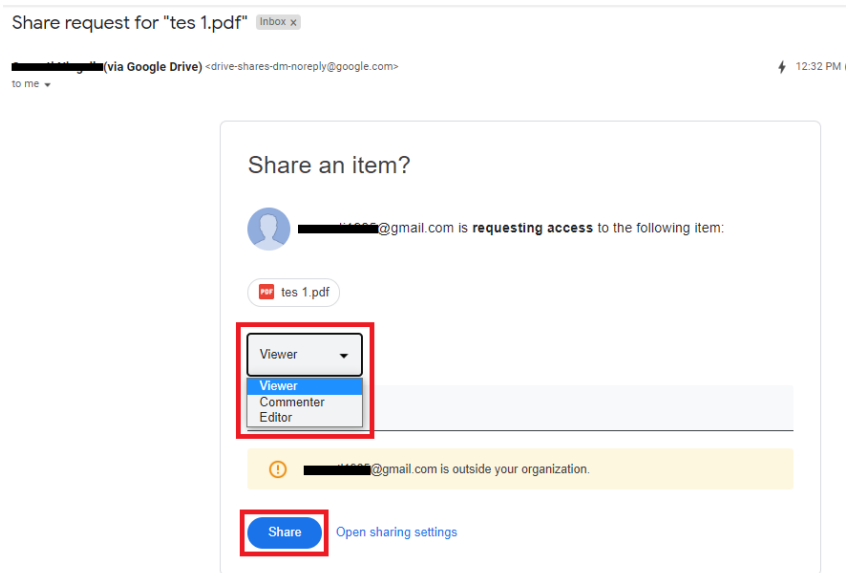 Share request for "tes 1.pdf" Inbox x
(via Google Drive) <drive-shares-dm-noreply@google.com>
12:32 PM (
to me
Share an item?
@gmail.com is requesting access to the following item:
PDF tes 1.pdf
Viewer
Viewer
Commenter
Editor
@gmail.com is outside your organization.
Share Open sharing settings